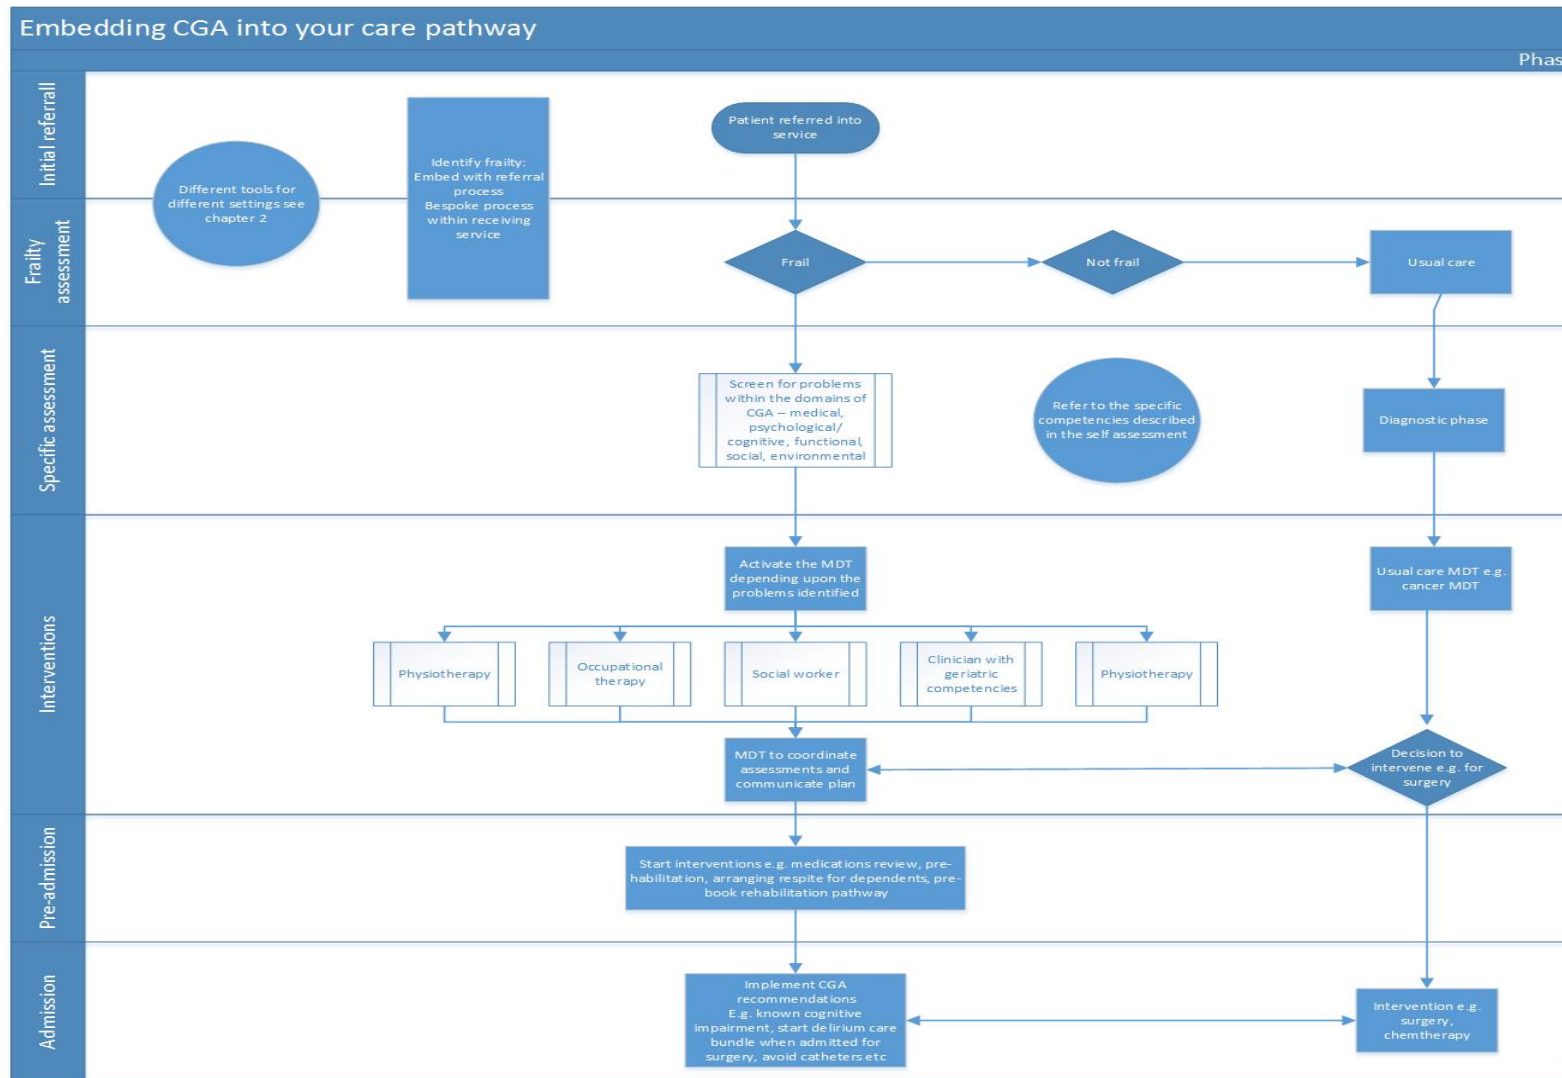 Embedding CGA into your care pathway
Phas
Initial referrall
Patient referred into
service
Identify frailty:
Embed with referral
process
Bespoke process
within receiving
service
Different tools for
different settings see
chapter 2
Frailty
assessment
Frail
Not frail
Usual care
Specific assessment
Screen for problems
within the domains of
CGA – medical,
psychological/
cognitive, functional,
social, environmental
Refer to the specific
competencies described
in the self assessment
Diagnostic phase
Interventions
Activate the MDT
depending upon the
problems identified
Usual care MDT e.g.
cancer MDT
Physiotherapy
Occupational
therapy
Social worker
Clinician with
geriatric
competencies
Physiotherapy
MDT to coordinate
assessments and
communicate plan
Decision to
intervene e.g. for
surgery
Pre-admission
Start interventions e.g. medications review, pre-
habilitation, arranging respite for dependents, pre-
book rehabilitation pathway
Admission
Implement CGA
recommendations
E.g. known cognitive
impairment, start delirium care
bundle when admitted for
surgery, avoid catheters etc
Intervention e.g.
surgery,
chemtherapy